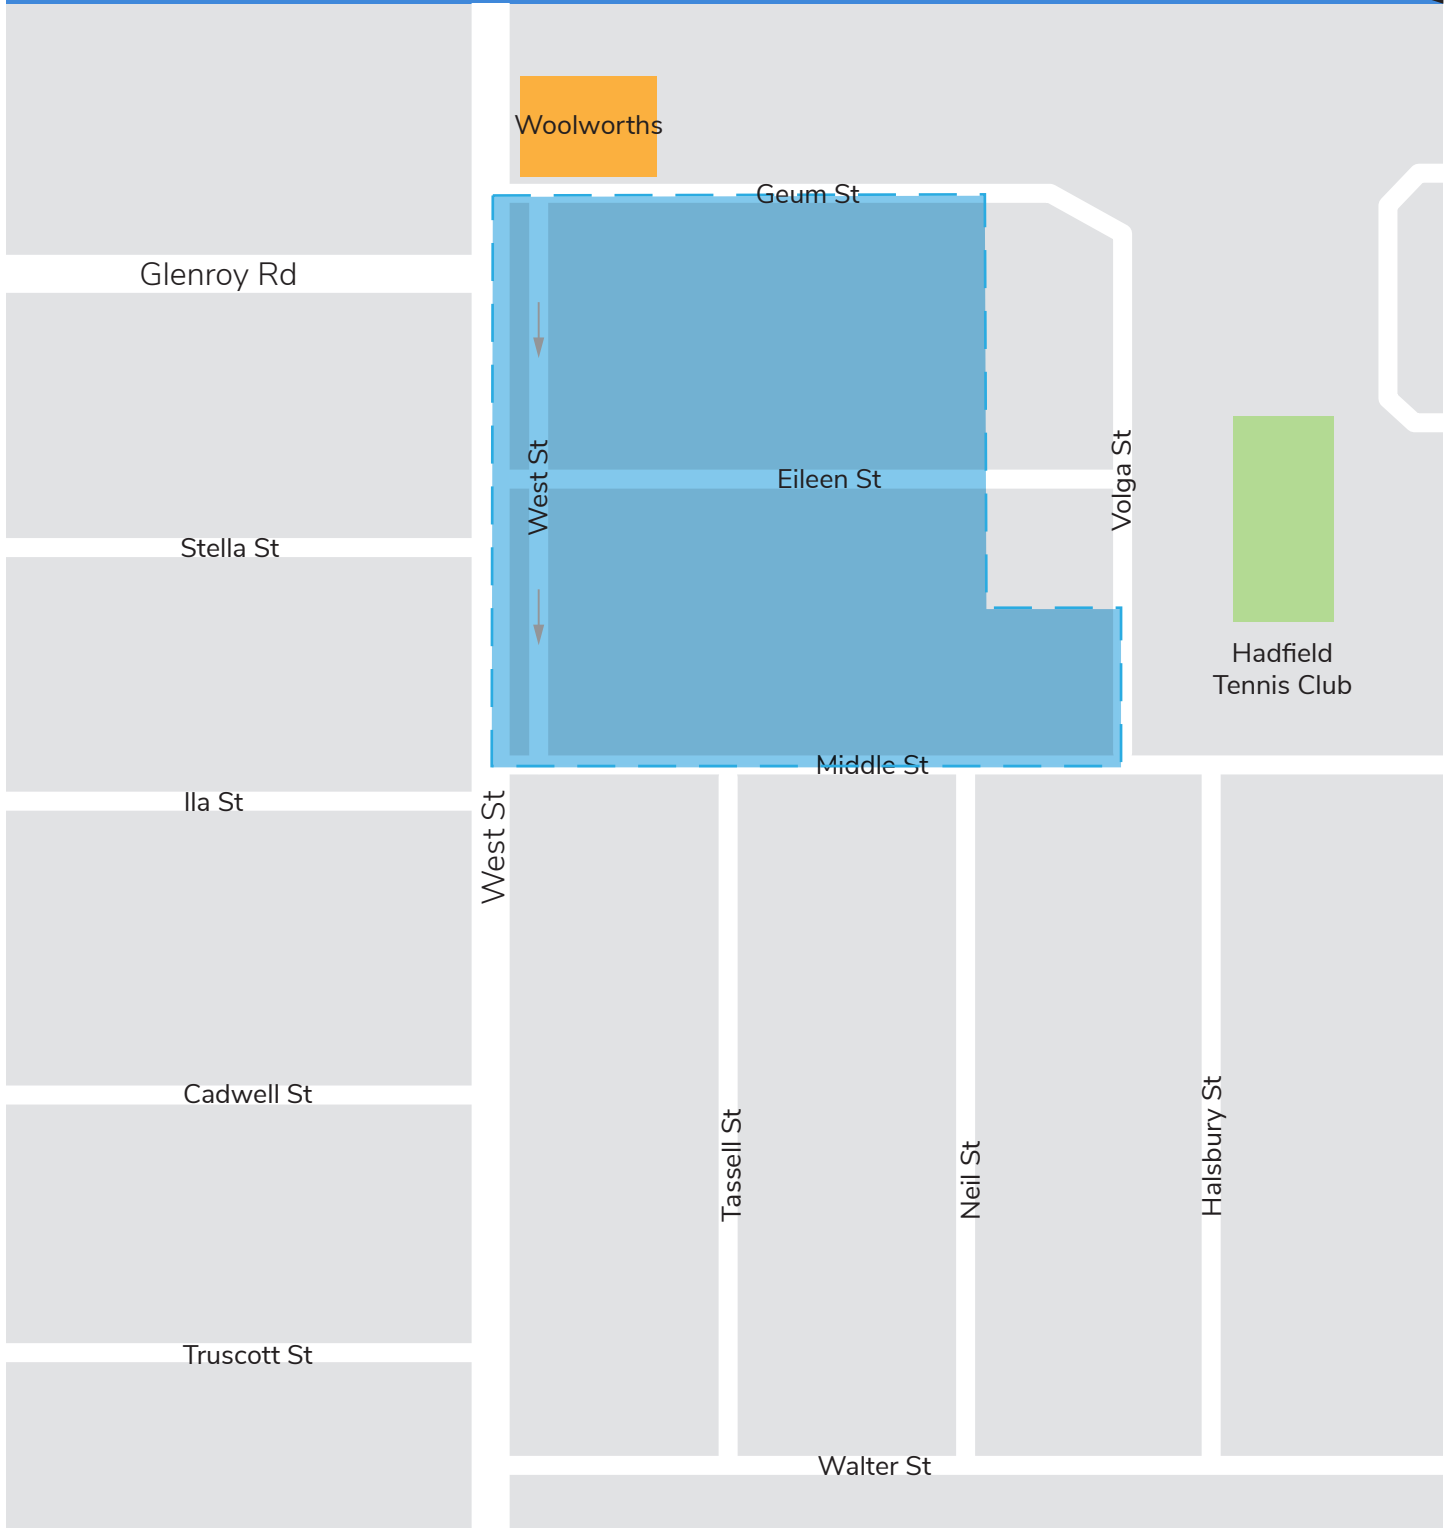 Woolworths
Geum St
Glenroy Rd
West St
Eileen St
Volga St
Stella St
Hadfield
Tennis Club
Middle St
Ila St
West St
Cadwell St
Tassell St
Neil St
Halsbury St
Truscott St
Walter St